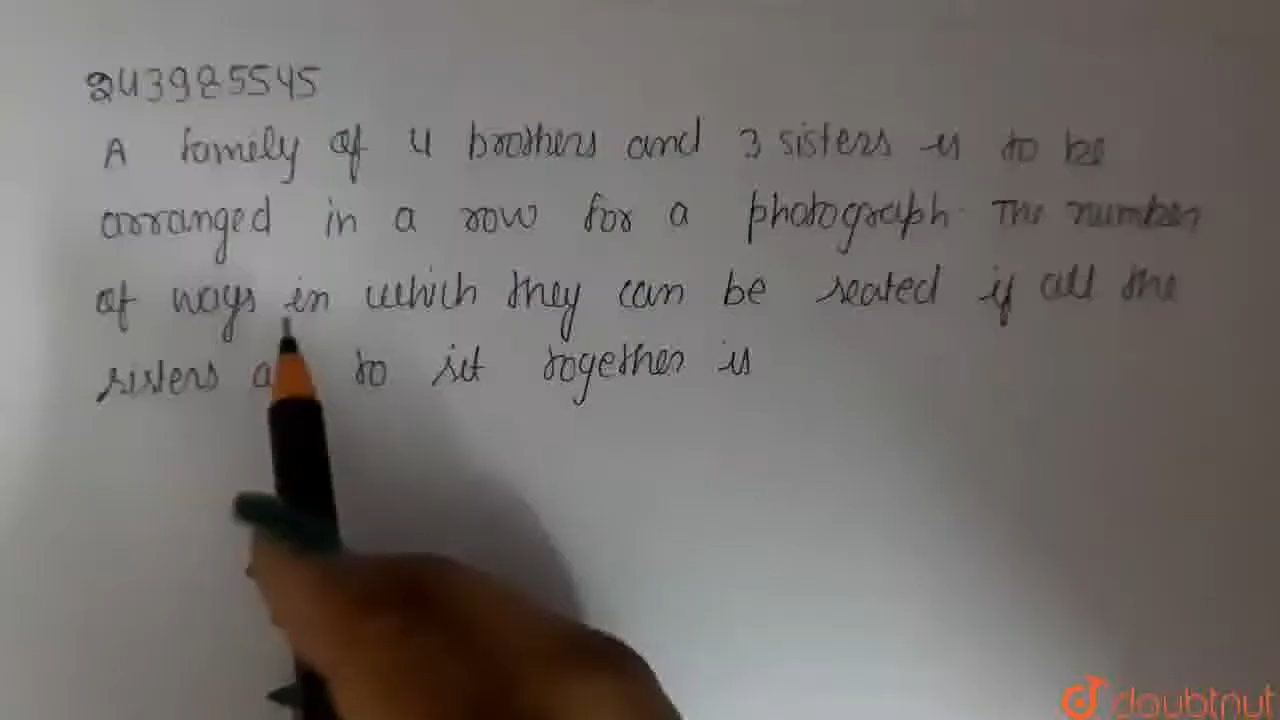 243985545
A family of 4 brothers and 3 sisters is to be
arranged in a row for a photograph. The number
of ways in which they can be seated if all the
sisters a to sit together is
doubtnut